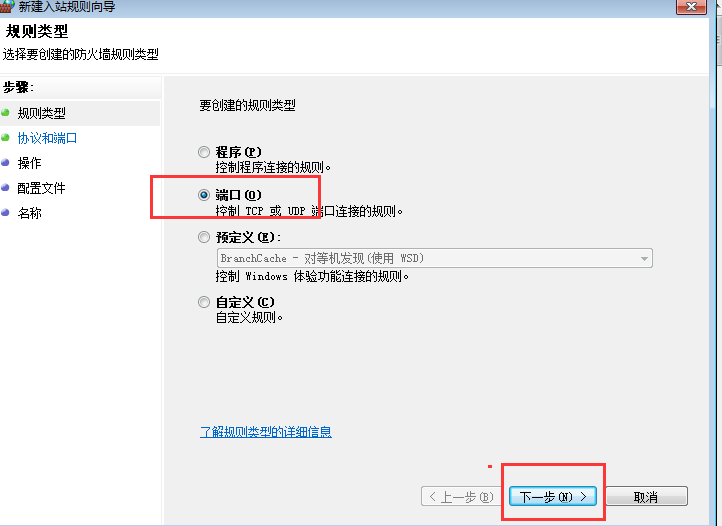 新建入站规则向导
规则类型
选择要创建的防火墙规则类型
步骤:
规则类型
协议和端口
操作
配置文件
名称
要创建的规则类型
程序(P)
控制程序连接的规则。
端口(O)
控制 TCP 或 UDP 端口连接的规则。
预定义(E):
BranchCache - 对等机发现(使用 WSD)
控制 Windows 体验功能连接的规则。
自定义(C)
自定义规则。
了解规则类型的详细信息
< 上一步(B)
下一步(N) >
取消